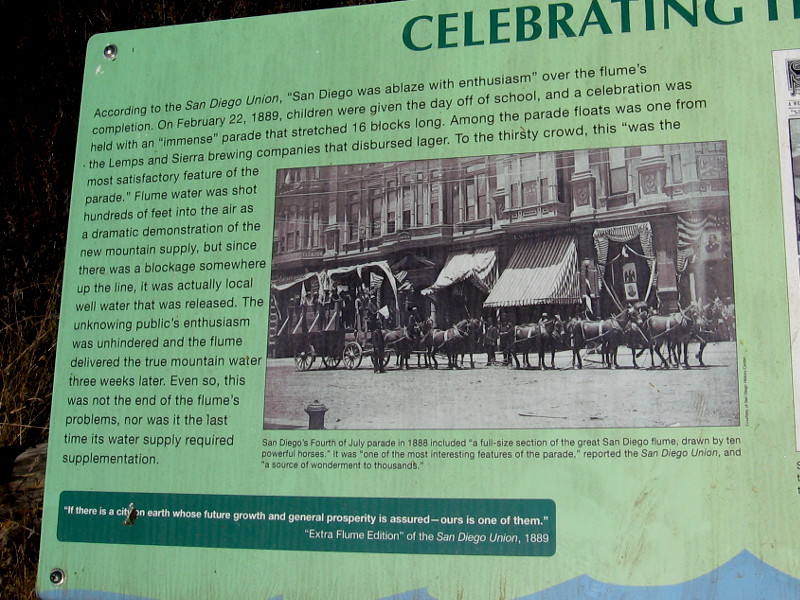 CELEBRATING
According to the San Diego Union, “San Diego was ablaze with enthusiasm” over the flume’s
completion. On February 22, 1889, children were given the day off of school, and a celebration was
held with an “immense” parade that stretched 16 blocks long. Among the parade floats was one from
the Lemps and Sierra brewing companies that disbursed lager. To the thirsty crowd, this “was the
most satisfactory feature of the
parade.” Flume water was shot
hundreds of feet into the air as
a dramatic demonstration of the
new mountain supply, but since
there was a blockage somewhere
up the line, it was actually local
well water that was released. The
unknowing public’s enthusiasm
was unhindered and the flume
delivered the true mountain water
three weeks later. Even so, this
was not the end of the flume’s
problems, nor was it the last
time its water supply required
supplementation.
Courtesy of San Diego History Center
San Diego’s Fourth of July parade in 1888 included “a full-size section of the great San Diego flume, drawn by ten
powerful horses.” It was “one of the most interesting features of the parade,” reported the San Diego Union, and
“a source of wonderment to thousands.”
“If there is a city on earth whose future growth and general prosperity is assured—ours is one of them.”
“Extra Flume Edition” of the San Diego Union, 1889